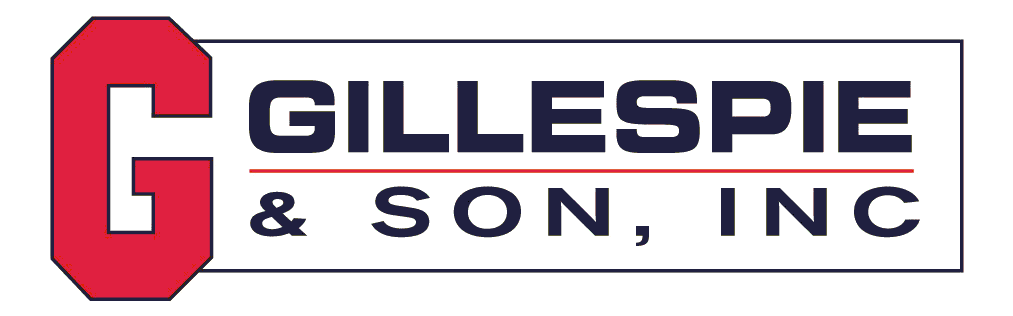 G
GILLESPIE
& SON, INC